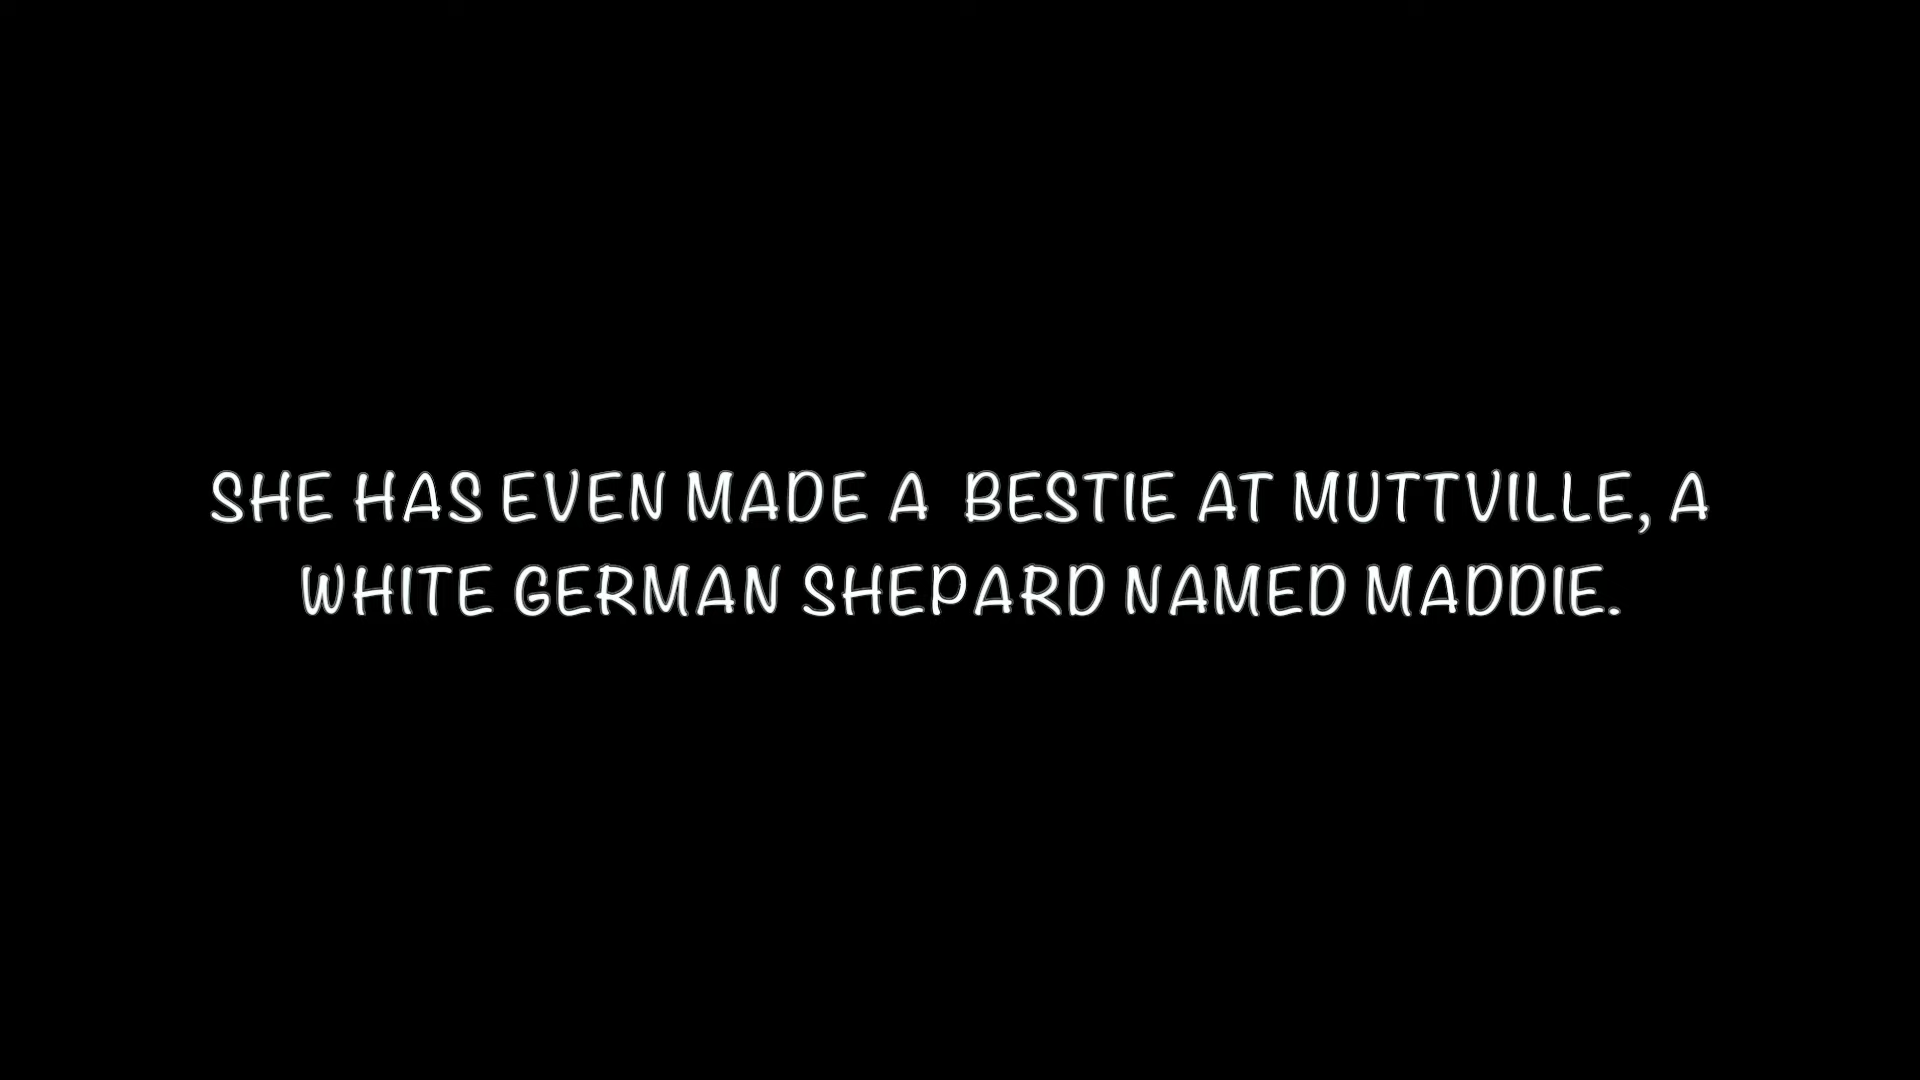 SHE HAS EVEN MADE A  BESTIE AT MUTTVILLE, A
WHITE GERMAN SHEPARD NAMED MADDIE.